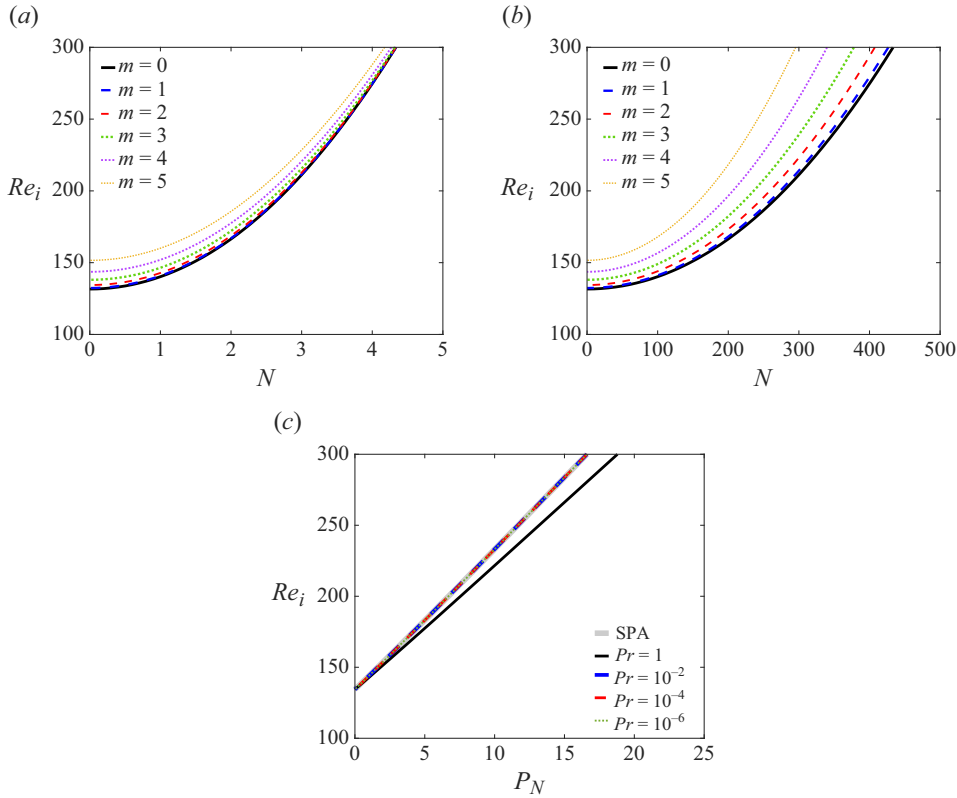 (a)
300
250
200
150
100
Re_i
m = 0
m = 1
m = 2
m = 3
m = 4
m = 5
0 1 2 3 4 5
N
(b)
300
250
200
150
100
Re_i
m = 0
m = 1
m = 2
m = 3
m = 4
m = 5
0 100 200 300 400 500
N
(c)
300
250
200
150
100
Re_i
SPA
Pr = 1
Pr = 10⁻²
Pr = 10⁻⁴
Pr = 10⁻⁶
0 5 10 15 20 25
P_N